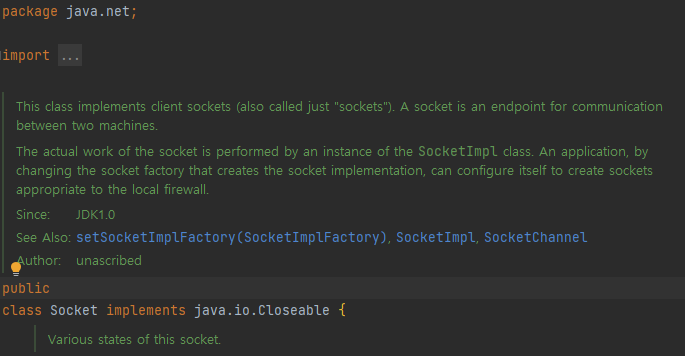 package java.net;
import ...
This class implements client sockets (also called just "sockets"). A socket is an endpoint for communication
between two machines.
The actual work of the socket is performed by an instance of the SocketImpl class. An application, by
changing the socket factory that creates the socket implementation, can configure itself to create sockets
appropriate to the local firewall.
Since: JDK1.0
See Also: setSocketImplFactory(SocketImplFactory), SocketImpl, SocketChannel
Author: unascribed
public
class Socket implements java.io.Closeable {
Various states of this socket.